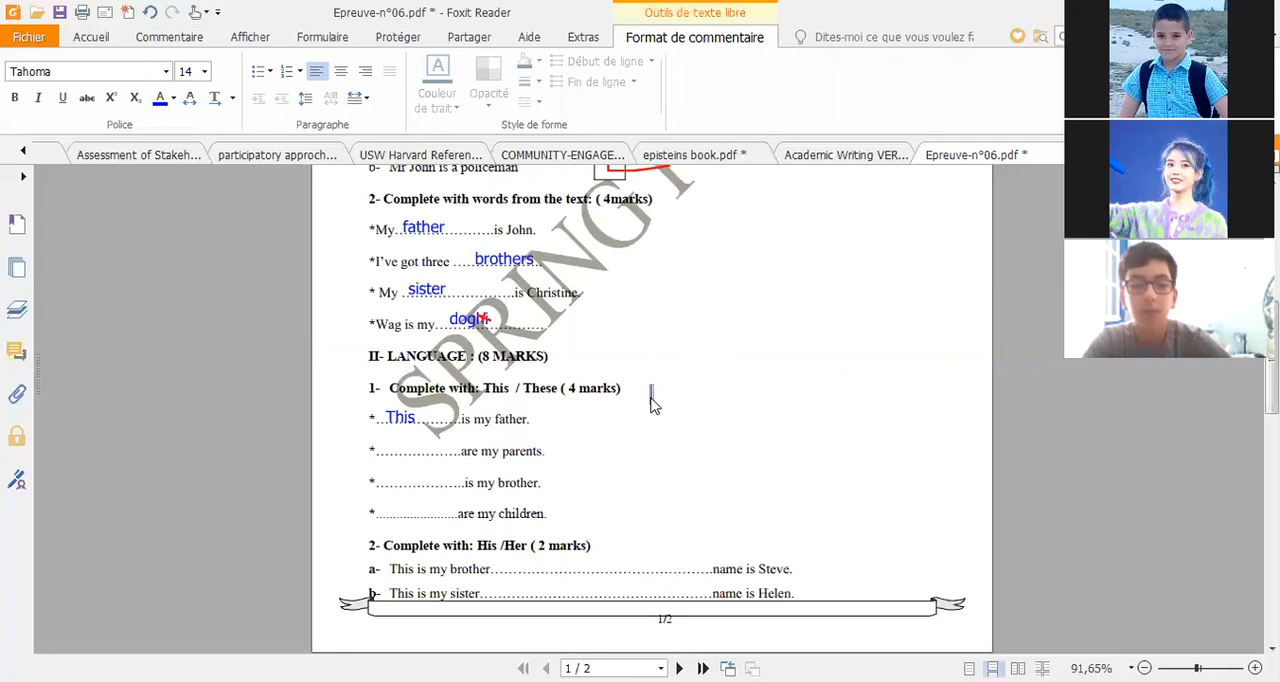 Epreuve-n°06.pdf * - Foxit Reader
Outils de texte libre
Fichier Accueil Commentaire Afficher Formulaire Protéger Partager Aide Extras Format de commentaire Dites-moi ce que vous voulez fa
Tahoma 14
Début de ligne
Fin de ligne
Couleur de trait Opacité
Police Paragraphe Style de forme
Assessment of Stakeh... participatory approch... USW Harvard Referen... COMMUNITY-ENGAGE... episteins book.pdf * Academic Writing VER... Epreuve-n°06.pdf *
6- Mr John is a policeman
2- Complete with words from the text: ( 4marks)
*My father is John.
*I've got three brothers
* My sister is Christine.
*Wag is my
SPRING
II- LANGUAGE : (8 MARKS)
1- Complete with: This / These ( 4 marks)
* This is my father.
*....................are my parents.
*....................is my brother.
*........................are my children.
2- Complete with: His /Her ( 2 marks)
a- This is my brother....................................................name is Steve.
b- This is my sister......................................................name is Helen.
1/2
1 / 2
91,65%